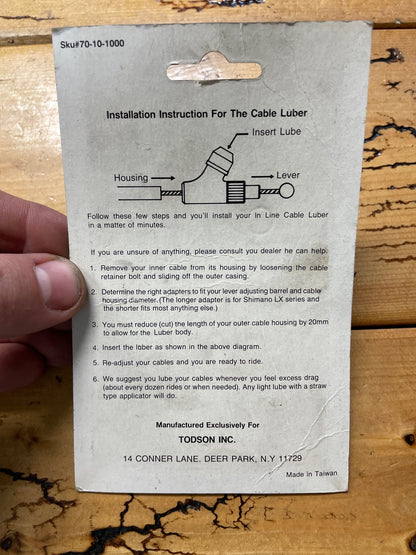 Sku#70-10-1000
Installation Instruction For The Cable Luber
Insert Lube
Housing
Lever
Follow these few steps and you'll install your In Line Cable Luber
in a matter of minutes.
If you are unsure of anything, please consult you dealer he can help.
1. Remove your inner cable from its housing by loosening the cable
retainer bolt and sliding off the outer casing.
2. Determine the right adapters to fit your lever adjusting barrel and cable
housing diameter.(The longer adapter is for Shimano LX series and
the shorter fits most anything else.)
3. You must reduce (cut) the length of your outer cable housing by 20mm
to allow for the Luber body.
4. Insert the lober as shown in the above diagram.
5. Re-adjust your cables and you are ready to ride.
6. We suggest you lube your cables whenever you feel excess drag
(about every dozen rides or when needed). Any light lube with a straw
type applicator will do.
Manufactured Exclusively For
TODSON INC.
14 CONNER LANE. DEER PARK, N.Y 11729
Made in Taiwan